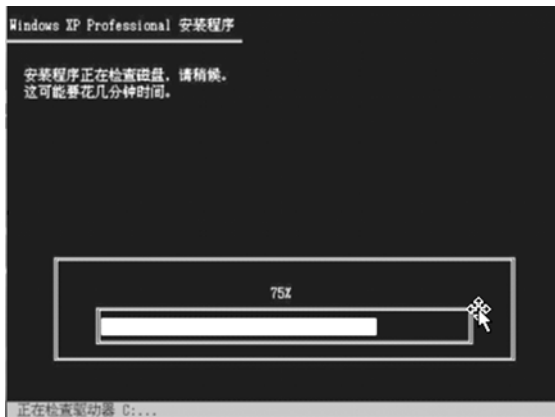 Windows XP Professional 安装程序
安装程序正在检查磁盘，请稍候。
这可能要花几分钟时间。
75%
正在检查驱动器 C:...